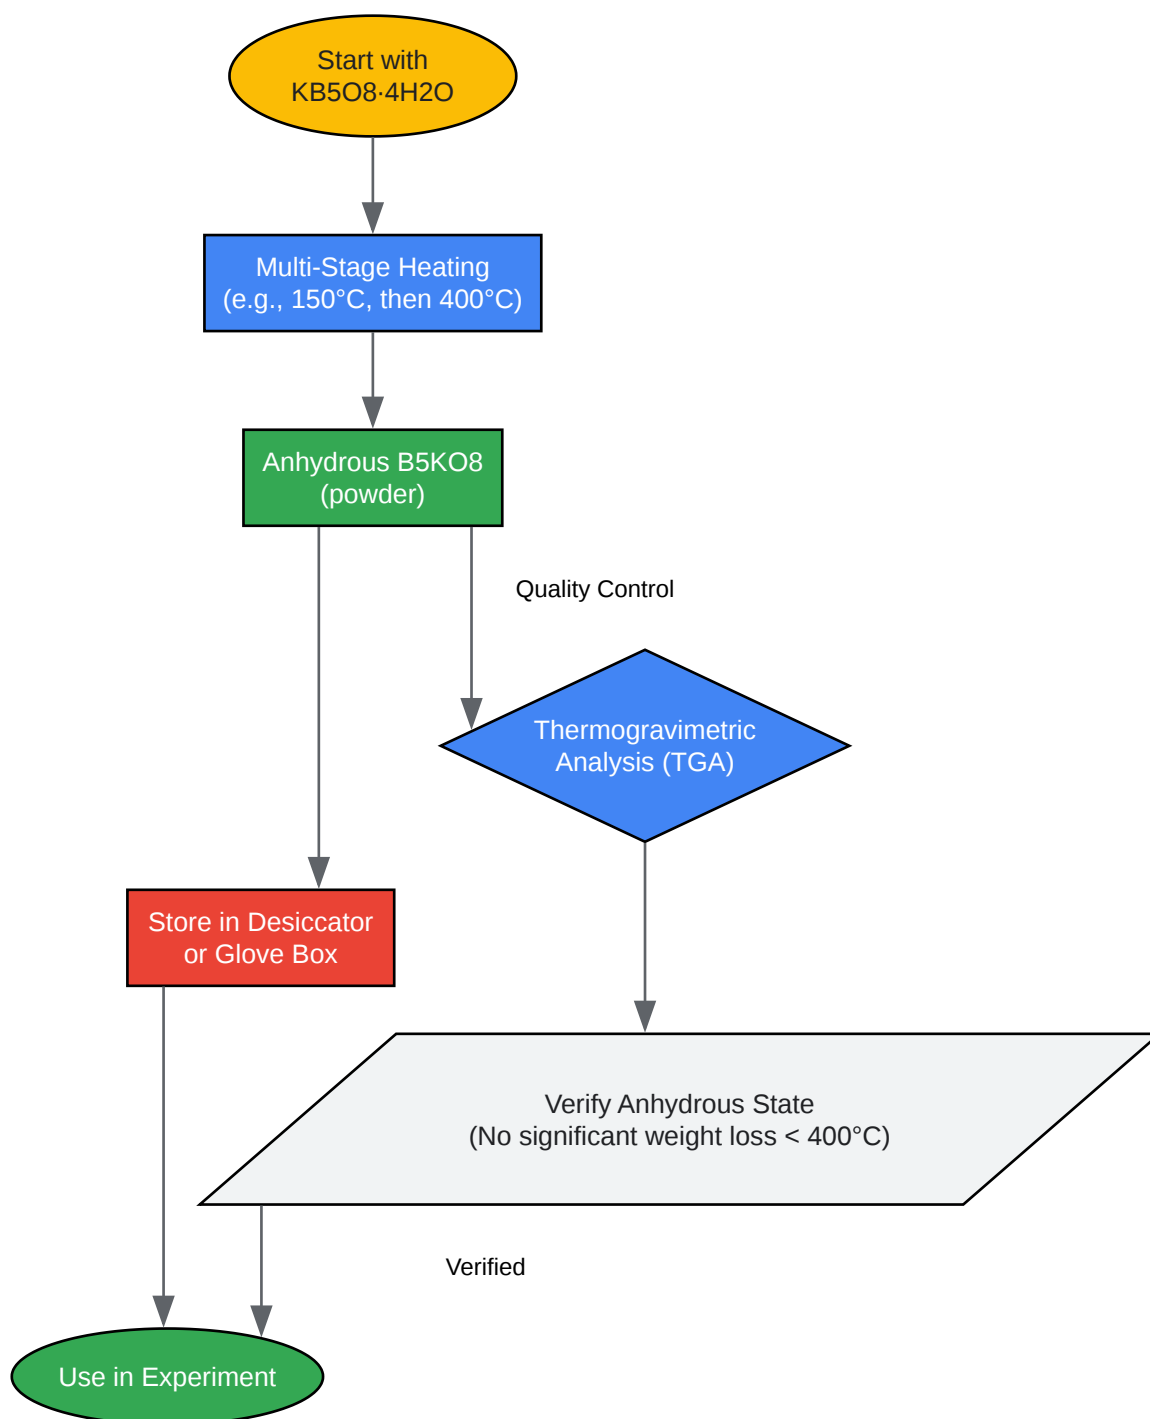 Start with
KB5O8·4H2O
Multi-Stage Heating
(e.g., 150°C, then 400°C)
Anhydrous B5KO8
(powder)
Quality Control
Thermogravimetric
Analysis (TGA)
Store in Desiccator
or Glove Box
Verify Anhydrous State
(No significant weight loss < 400°C)
Verified
Use in Experiment